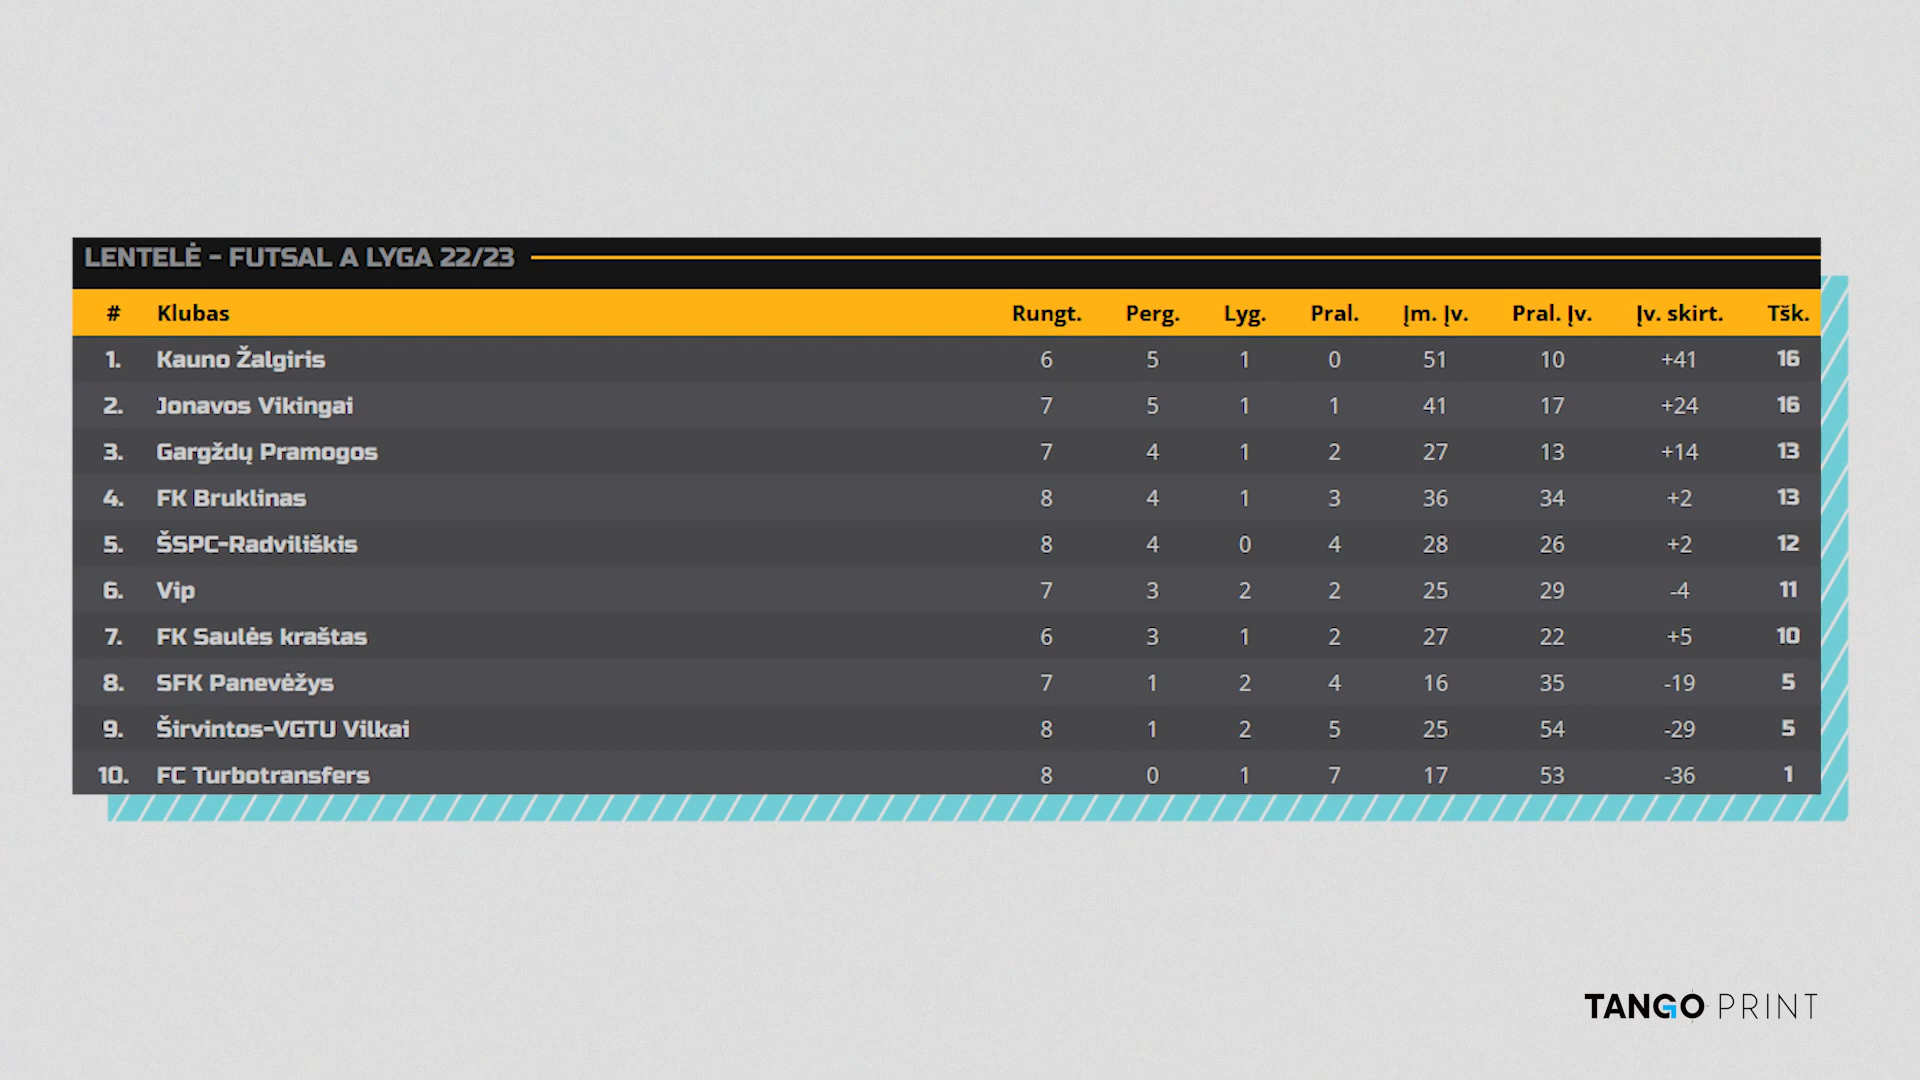 LENTELĖ - FUTSAL A LYGA 22/23
# Klubas Rungt. Perg. Lyg. Pral. Įm. Įv. Pral. Įv. Įv. skirt. Tšk.
1. Kauno Žalgiris 6 5 1 0 51 10 +41 16
2. Jonavos Vikingai 7 5 1 1 41 17 +24 16
3. Gargždų Pramogos 7 4 1 2 27 13 +14 13
4. FK Bruklinas 8 4 1 3 36 34 +2 13
5. ŠSPC-Radviliškis 8 4 0 4 28 26 +2 12
6. Vip 7 3 2 2 25 29 -4 11
7. FK Saulės kraštas 6 3 1 2 27 22 +5 10
8. SFK Panevėžys 7 1 2 4 16 35 -19 5
9. Širvintos-VGTU Vilkai 8 1 2 5 25 54 -29 5
10. FC Turbotransfers 8 0 1 7 17 53 -36 1
TANGO PRINT